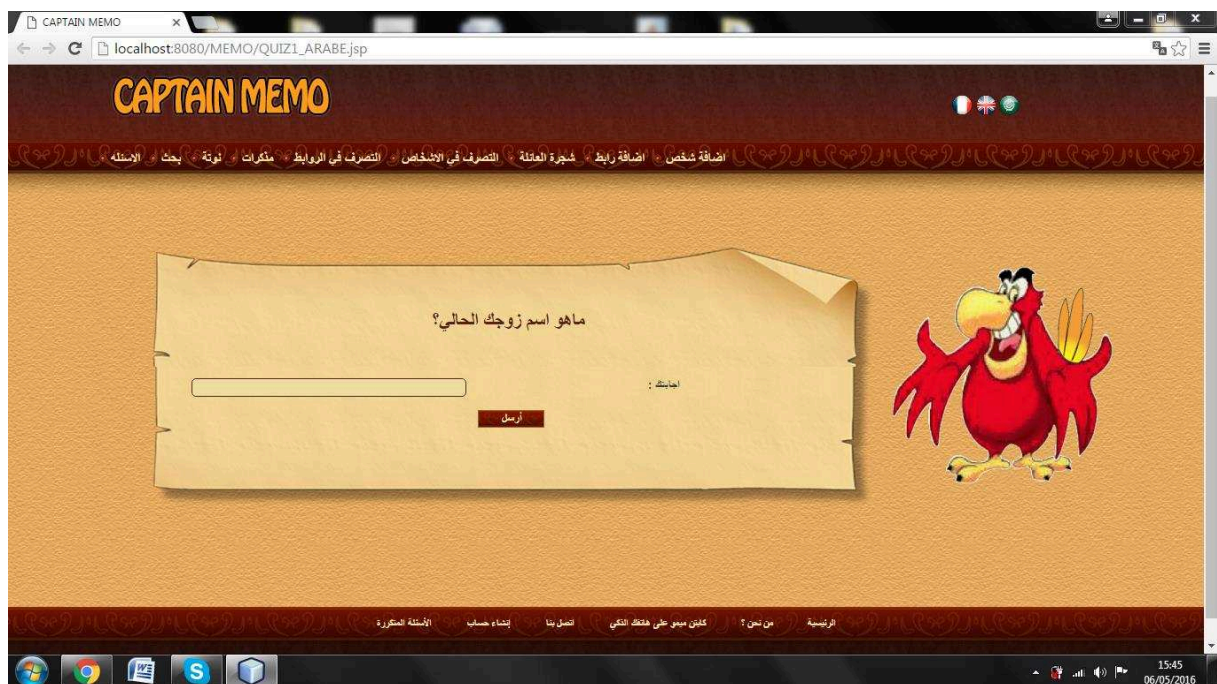 CAPTAIN MEMO
localhost:8080/MEMO/QUIZ1_ARABE.jsp
CAPTAIN MEMO
اضافة شخص اضافة رابط شجرة العائلة التصرف في الاشخاص التصرف في الروابط مذكرات نوتة بحث الاسئله
ماهو اسم زوجك الحالي؟
اجابتك :
أرسل
الرئيسية من نحن ؟ كابتن ميمو على هاتفك الذكي اتصل بنا إنشاء حساب الأسئلة المتكررة
15:45
06/05/2016